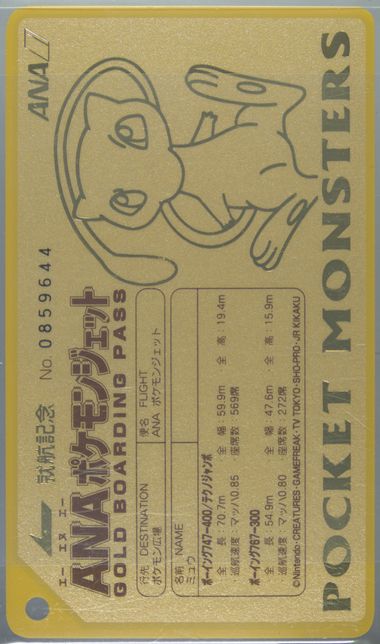 就航記念 No. 0859644
ANA
エー エヌ エー
ANAポケモンジェット
GOLD BOARDING PASS
行先 DESTINATION
ポケモン広場
便名 FLIGHT
ANA ポケモンジェット
名前 NAME
ミュウ
ボーイング747-400/テクノジャンボ
全 長:70.7m 全 幅:59.9m 全 高:19.4m
巡航速度:マッハ0.85 ・座席数:569席
ボーイング767-300
全 長:54.9m 全 幅:47.6m 全 高:15.9m
巡航速度:マッハ0.80 ・座席数:272席
©Nintendo・CREATURES・GAMEFREAK・TV TOKYO・SHO-PRO・JR KIKAKU
POCKET MONSTERS